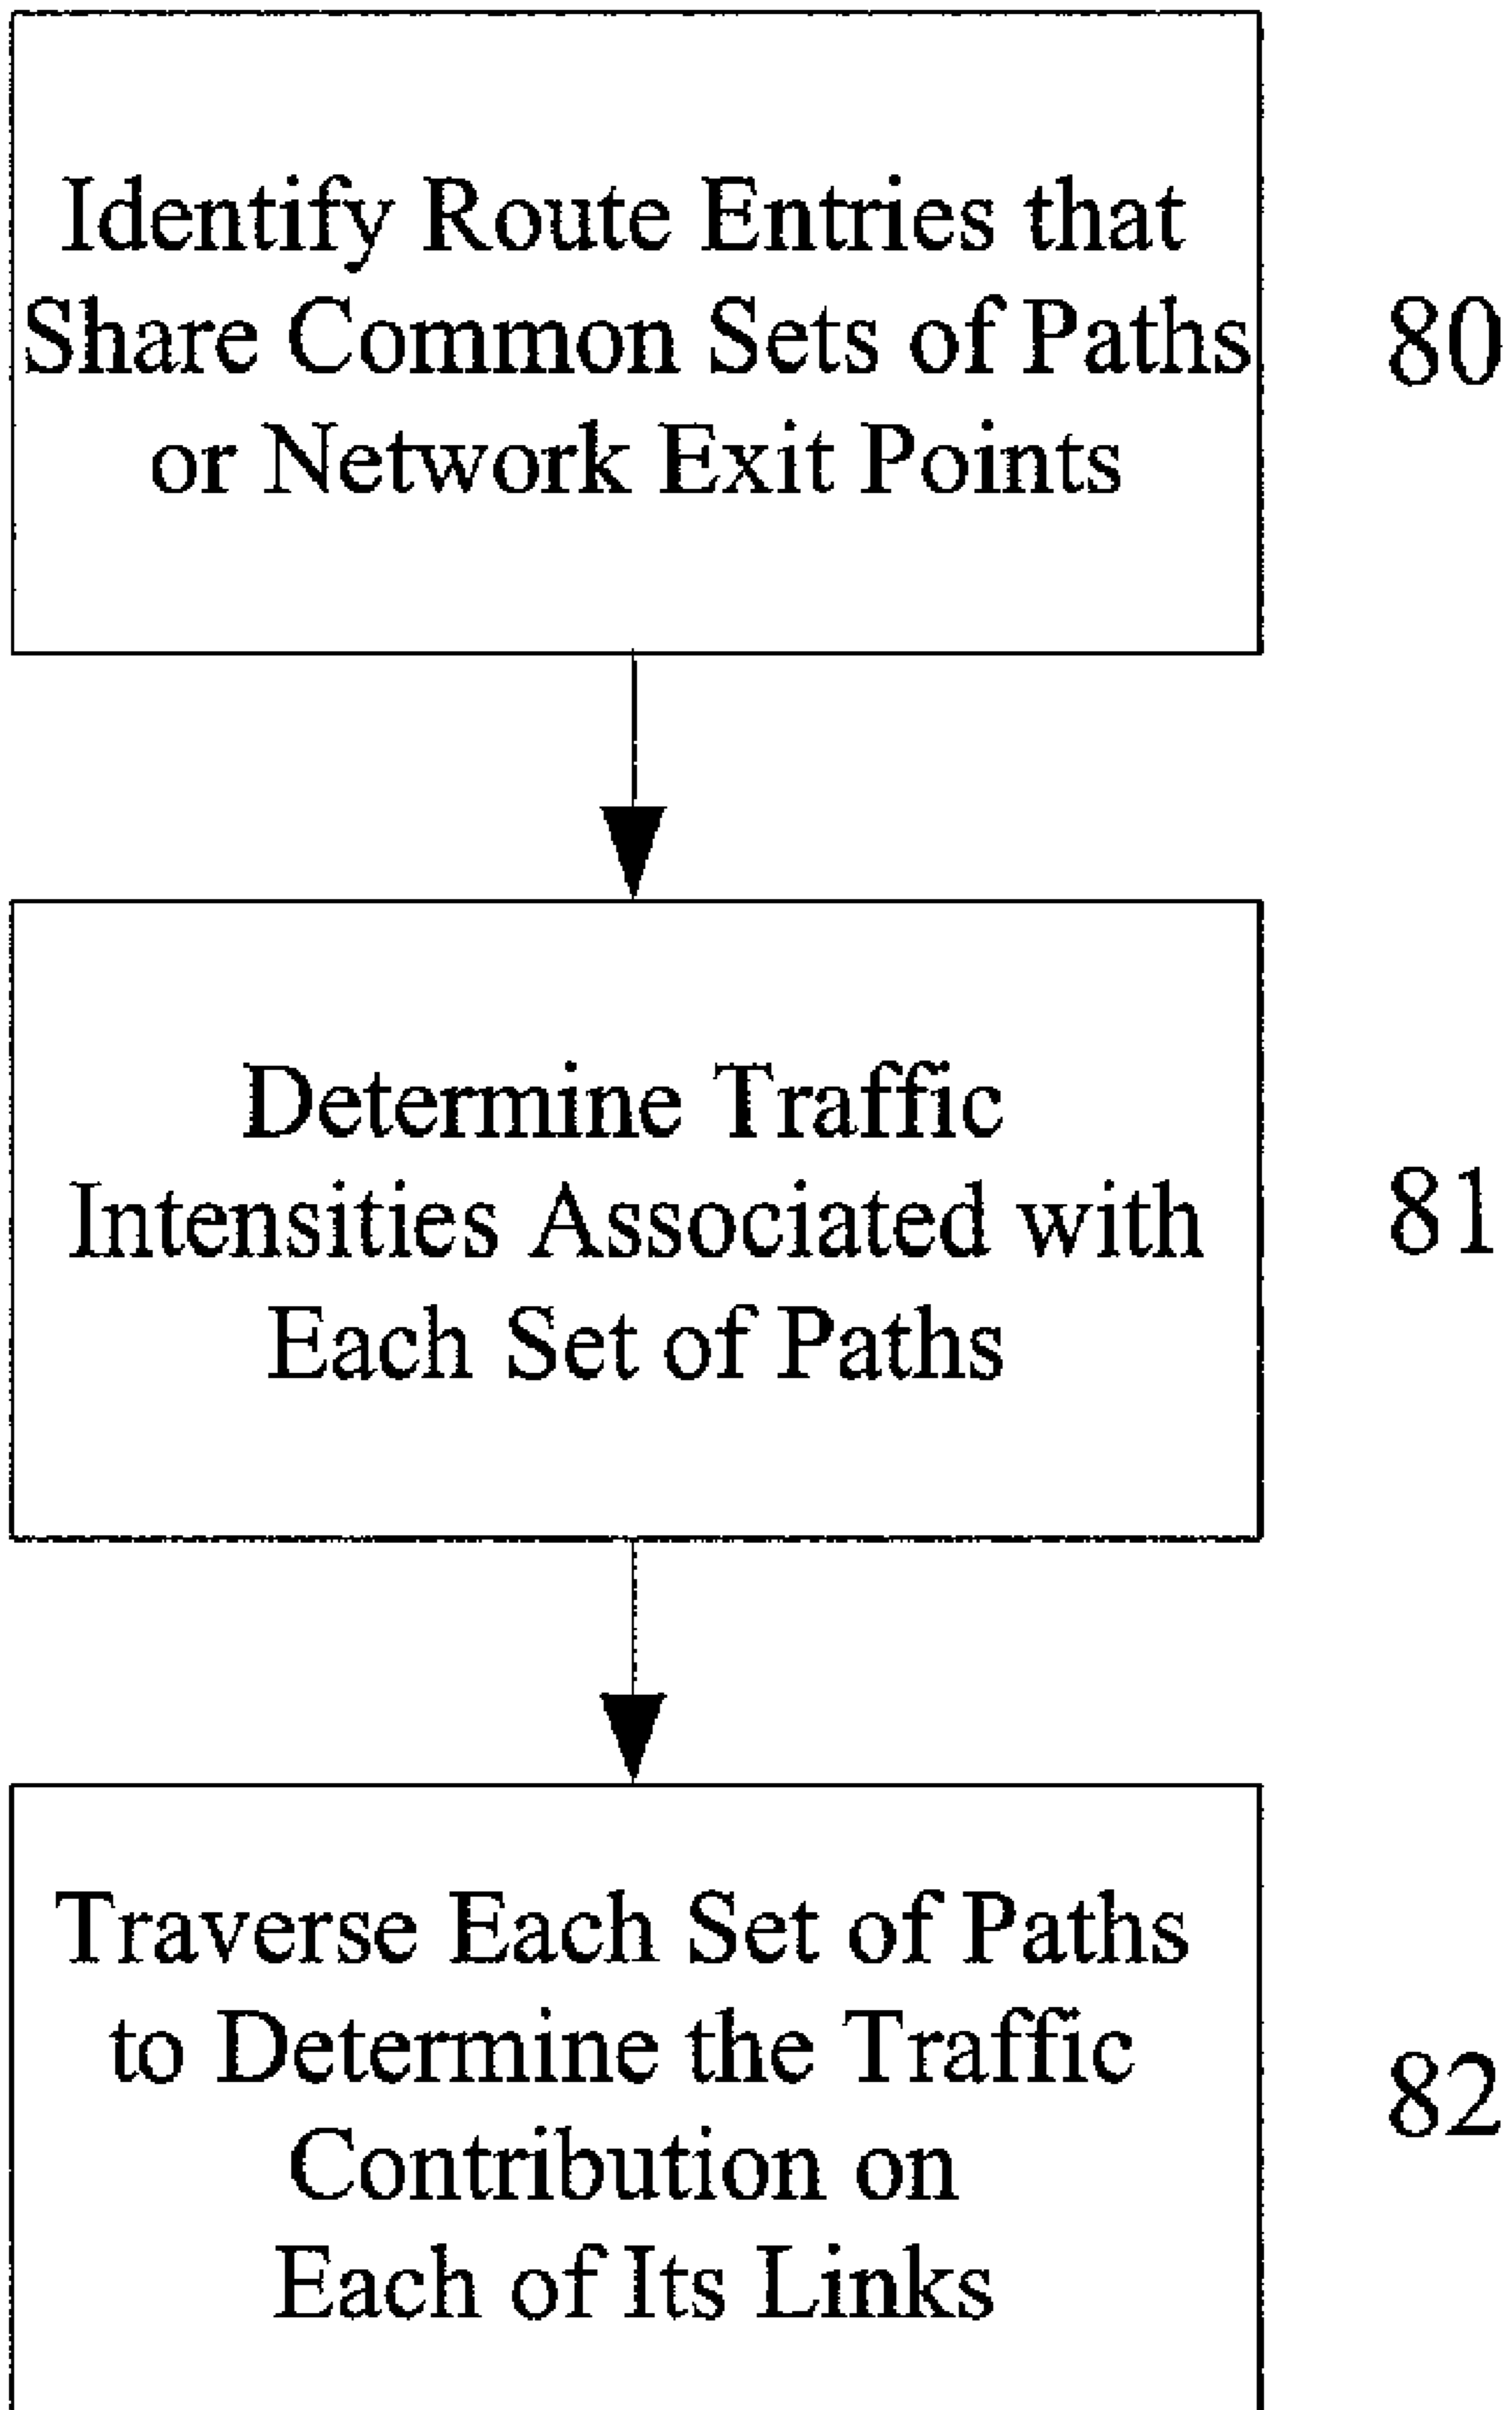 Identify Route Entries that
Share Common Sets of Paths
or Network Exit Points
80
Determine Traffic
Intensities Associated with
Each Set of Paths
81
Traverse Each Set of Paths
to Determine the Traffic
Contribution on
Each of Its Links
82